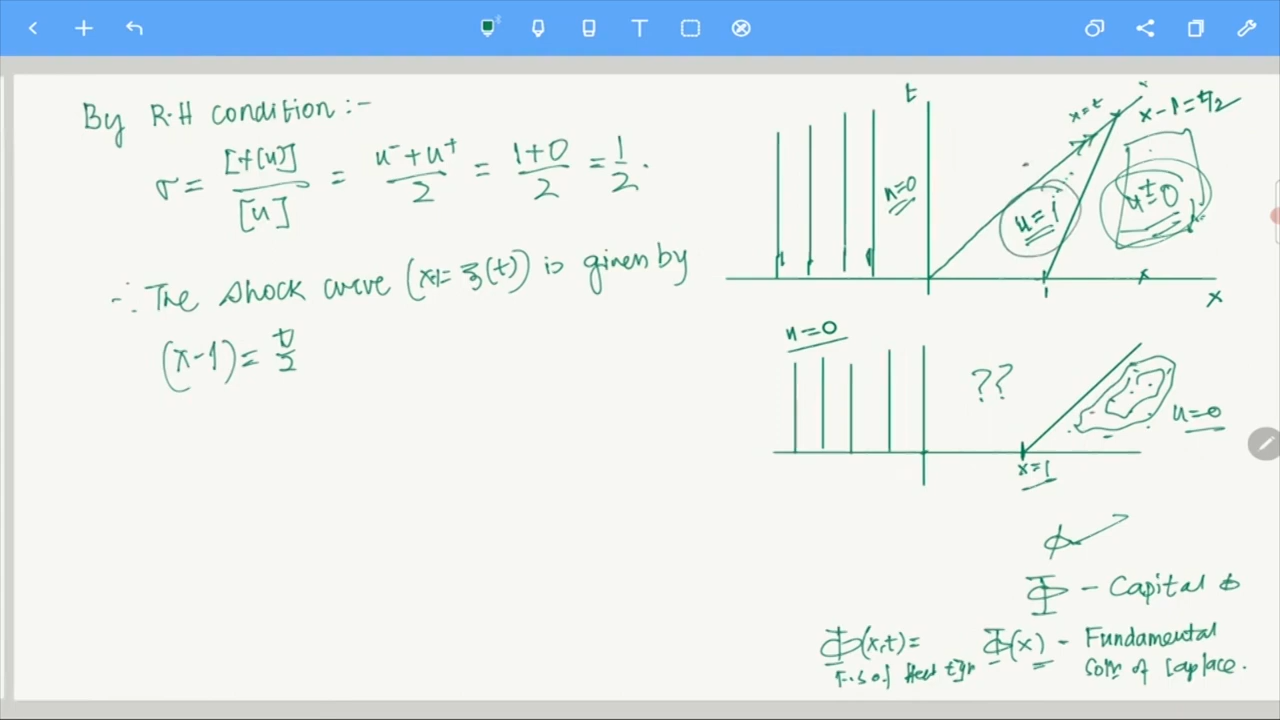 By R.H condition :-
σ = [f(u)] / [u] = u⁻ + u⁺ / 2 = 1+0 / 2 = 1/2.
∴ The shock curve (x = ξ(t)) is given by
(x-1) = t/2
t
x=t
x-1=t/2
u=0
u=1
u=0
1
x
x
u=0
??
u=0
x=1
ϕ
Φ - Capital ϕ
Φ(x,t) =
F.S of Heat Eqn
Φ(x) - Fundamental
Soln of Laplace.
T